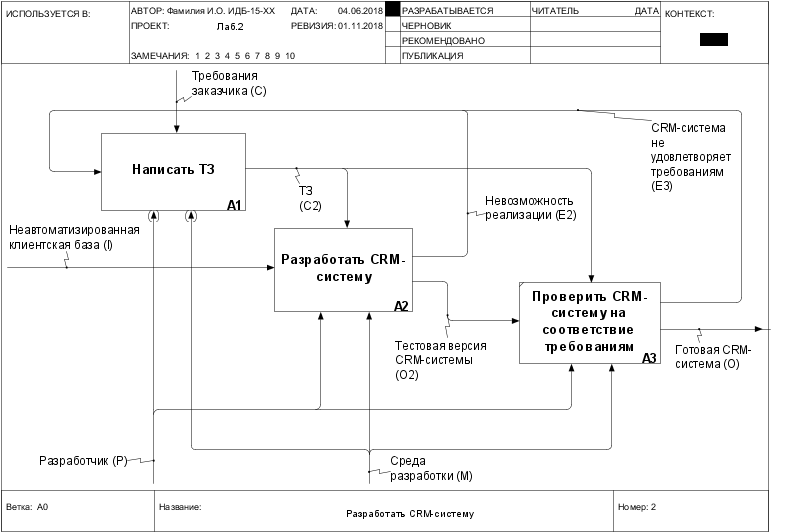 ИСПОЛЬЗУЕТСЯ В:
АВТОР: Фамилия И.О. ИДБ-15-XX
ДАТА: 04.06.2018
ПРОЕКТ: Лаб.2
РЕВИЗИЯ: 01.11.2018
ЗАМЕЧАНИЯ: 1 2 3 4 5 6 7 8 9 10
РАЗРАБАТЫВАЕТСЯ
ЧЕРНОВИК
РЕКОМЕНДОВАНО
ПУБЛИКАЦИЯ
ЧИТАТЕЛЬ ДАТА
КОНТЕКСТ:
Требования
заказчика (C)
CRM-система
не
удовлетворяет
требованиям
(E3)
Написать ТЗ
A1
ТЗ
(C2)
Невозможность
реализации (E2)
Неавтоматизированная
клиентская база (I)
Разработать CRM-
систему
A2
Проверить CRM-
систему на
соответствие
требованиям
A3
Тестовая версия
CRM-системы
(O2)
Готовая CRM-
система (O)
Разработчик (P)
Среда
разработки (M)
Ветка: A0
Название:
Разработать CRM-систему
Номер: 2